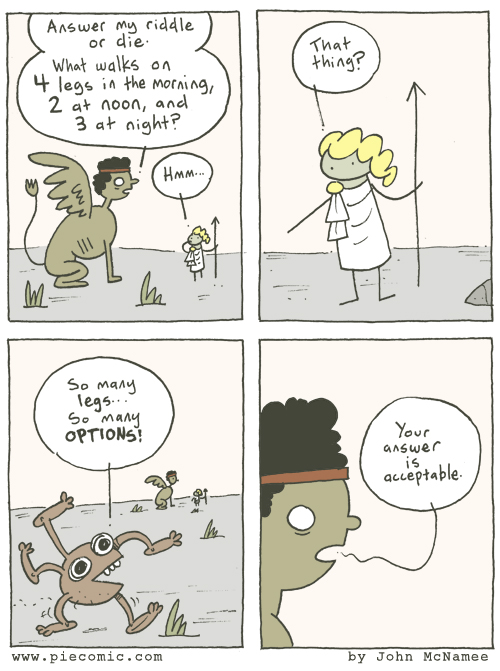 Answer my riddle
or die.
What walks on
4 legs in the morning,
2 at noon, and
3 at night?
Hmm...
That
thing?
So many
legs...
So many
OPTIONS!
Your
answer
is
acceptable.
www.piecomic.com
by John McNamee